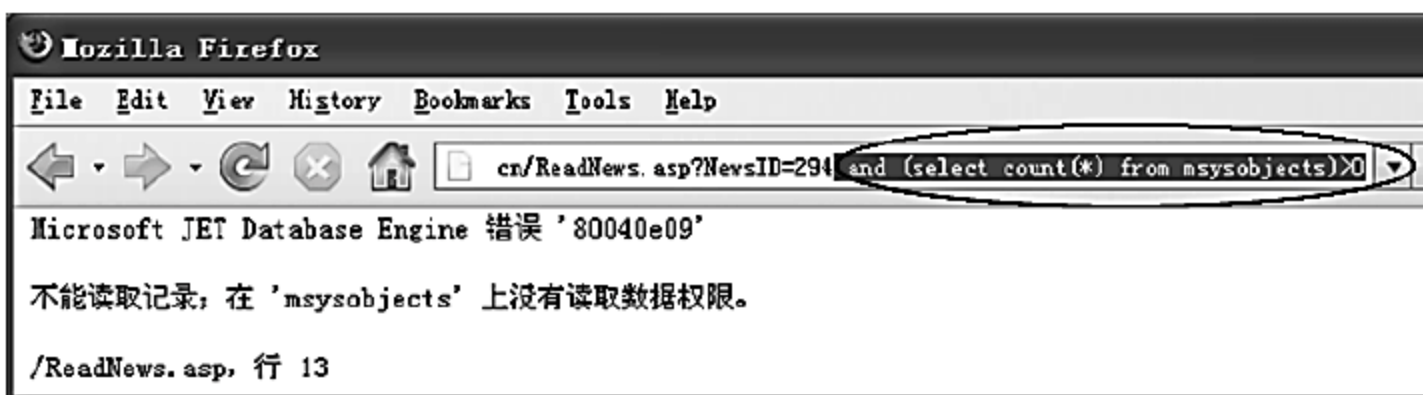 Mozilla Firefox
File Edit View History Bookmarks Tools Help
cn/ReadNews.asp?NewsID=294 and (select count(*) from msysobjects)>0
Microsoft JET Database Engine 错误 '80040e09'
不能读取记录；在 'msysobjects' 上没有读取数据权限。
/ReadNews.asp，行 13